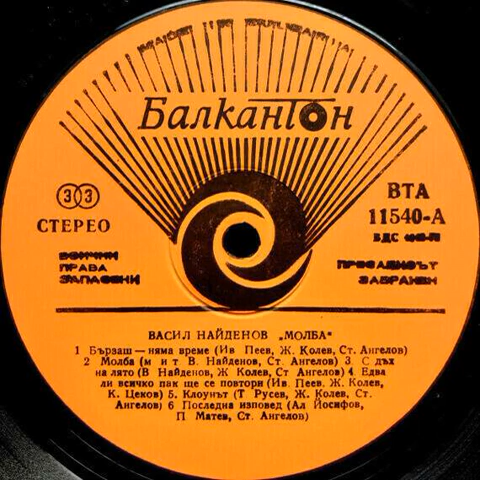 Балкантон
33
СТЕРЕО
ВСИЧКИ
ПРАВА
ЗАПАЗЕНИ
ВТА
11540-А
БДС
ПРЕЗАПИСЪТ
ЗАБРАНЕН
ВАСИЛ НАЙДЕНОВ „МОЛБА"
1 Бързаш — няма време (Ив Пеев, Ж. Колев, Ст. Ангелов)
2 Молба (м и т В. Найденов, Ст. Ангелов) 3. С дъх
на лято (В Найденов, Ж Колев, Ст. Ангелов) 4. Едва
ли всичко пак ще се повтори (Ив. Пеев, Ж. Колев,
К. Цеков) 5. Клоунът (Т Русев, Ж. Колев, Ст.
Ангелов) 6 Последна изповед (Ал Йосифов,
П. Матев, Ст. Ангелов)